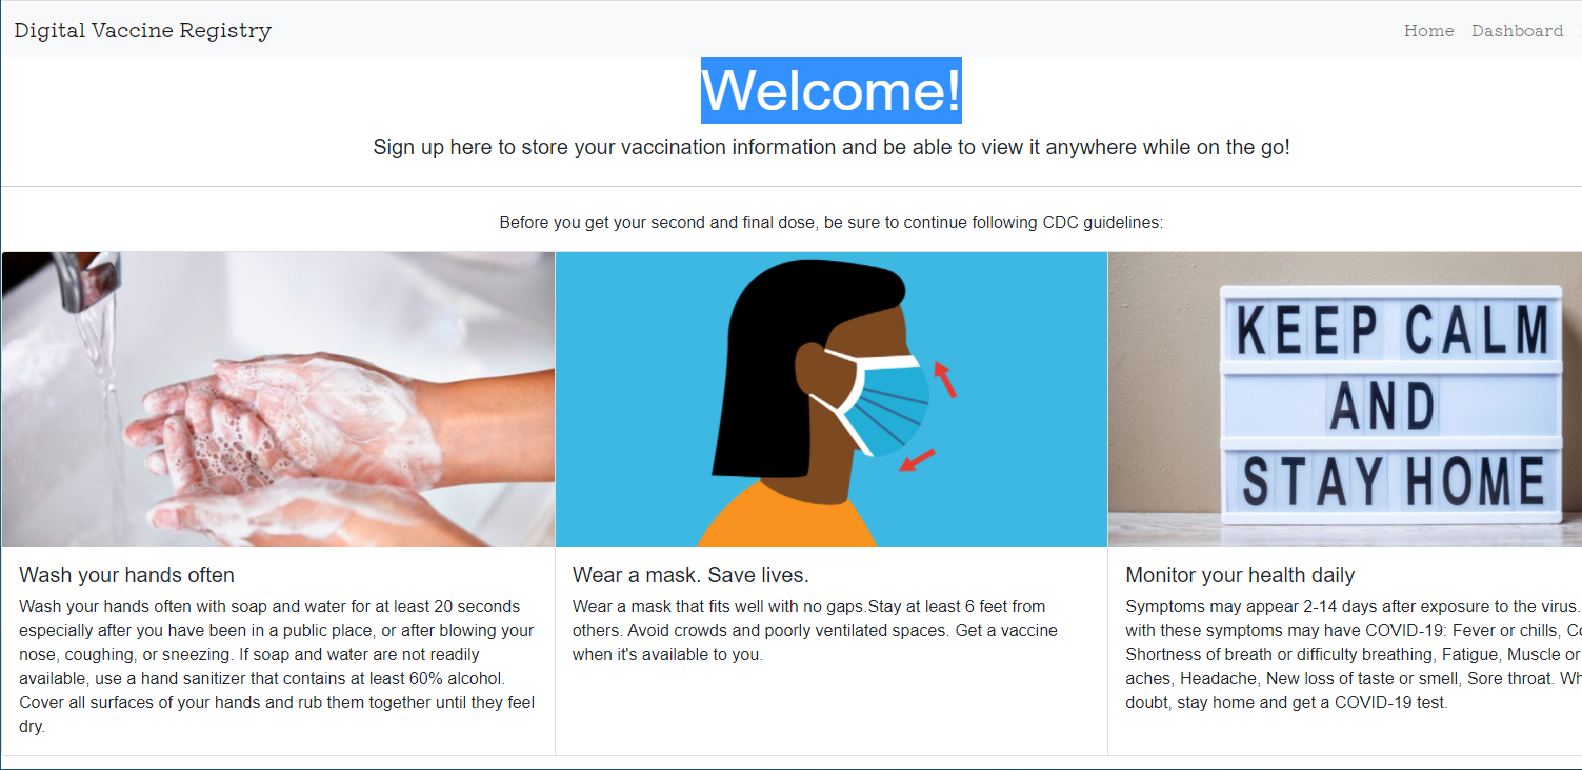 Digital Vaccine Registry
Home Dashboard
Welcome!
Sign up here to store your vaccination information and be able to view it anywhere while on the go!
Before you get your second and final dose, be sure to continue following CDC guidelines:
KEEP CALM
AND
STAY HOME
Wash your hands often
Wash your hands often with soap and water for at least 20 seconds
especially after you have been in a public place, or after blowing your
nose, coughing, or sneezing. If soap and water are not readily
available, use a hand sanitizer that contains at least 60% alcohol.
Cover all surfaces of your hands and rub them together until they feel
dry.
Wear a mask. Save lives.
Wear a mask that fits well with no gaps.Stay at least 6 feet from
others. Avoid crowds and poorly ventilated spaces. Get a vaccine
when it's available to you.
Monitor your health daily
Symptoms may appear 2-14 days after exposure to the virus.
with these symptoms may have COVID-19: Fever or chills,
Shortness of breath or difficulty breathing, Fatigue, Muscle or
aches, Headache, New loss of taste or smell, Sore throat.
doubt, stay home and get a COVID-19 test.